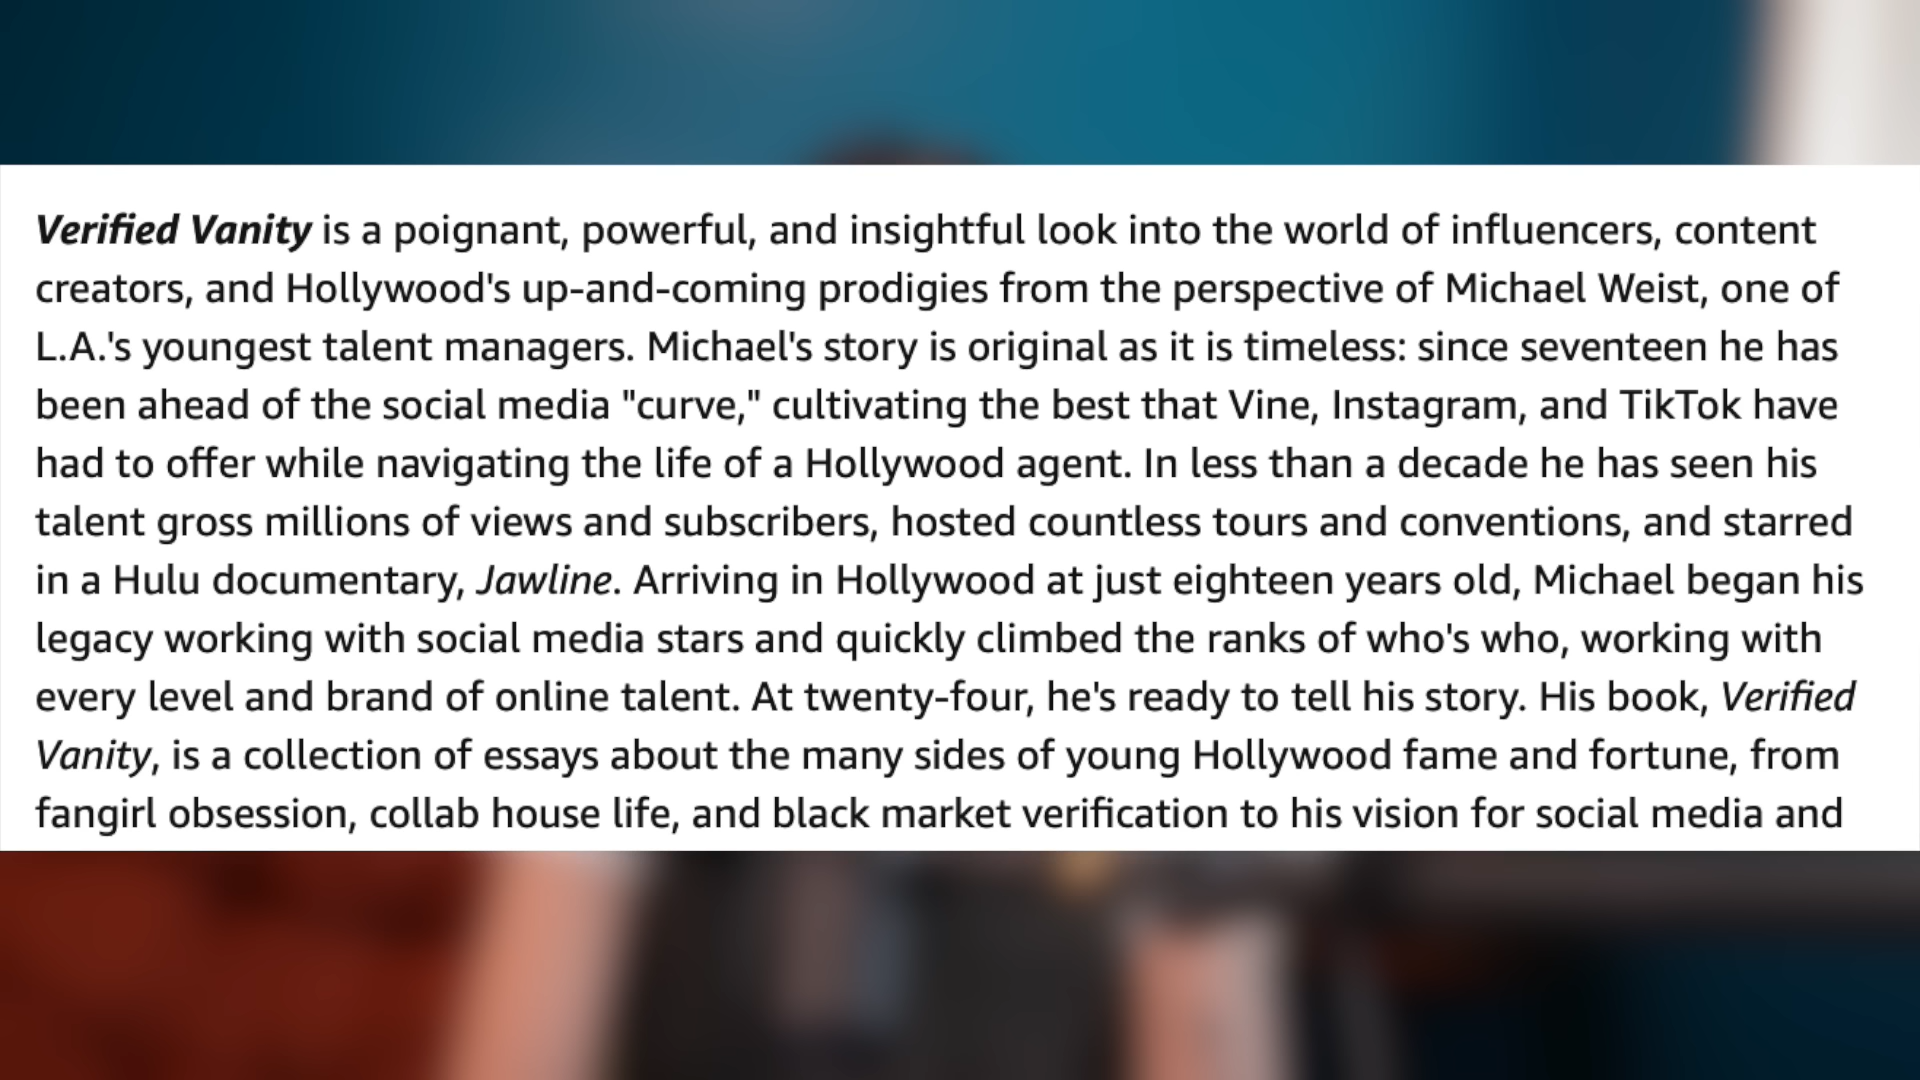 Verified Vanity is a poignant, powerful, and insightful look into the world of influencers, content
creators, and Hollywood's up-and-coming prodigies from the perspective of Michael Weist, one of
L.A.'s youngest talent managers. Michael's story is original as it is timeless: since seventeen he has
been ahead of the social media "curve," cultivating the best that Vine, Instagram, and TikTok have
had to offer while navigating the life of a Hollywood agent. In less than a decade he has seen his
talent gross millions of views and subscribers, hosted countless tours and conventions, and starred
in a Hulu documentary, Jawline. Arriving in Hollywood at just eighteen years old, Michael began his
legacy working with social media stars and quickly climbed the ranks of who's who, working with
every level and brand of online talent. At twenty-four, he's ready to tell his story. His book, Verified
Vanity, is a collection of essays about the many sides of young Hollywood fame and fortune, from
fangirl obsession, collab house life, and black market verification to his vision for social media and